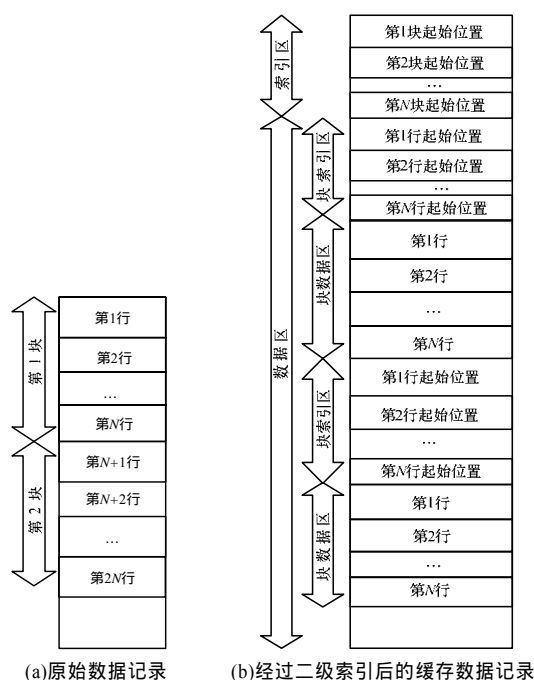 第1块
第2块
第1行
第2行
…
第N行
第N+1行
第N+2行
…
第2N行
(a)原始数据记录
索引区
数据区
块索引区
块数据区
块索引区
块数据区
第1块起始位置
第2块起始位置
…
第N块起始位置
第1行起始位置
第2行起始位置
…
第N行起始位置
第1行
第2行
…
第N行
第1行起始位置
第2行起始位置
…
第N行起始位置
第1行
第2行
…
第N行
(b)经过二级索引后的缓存数据记录